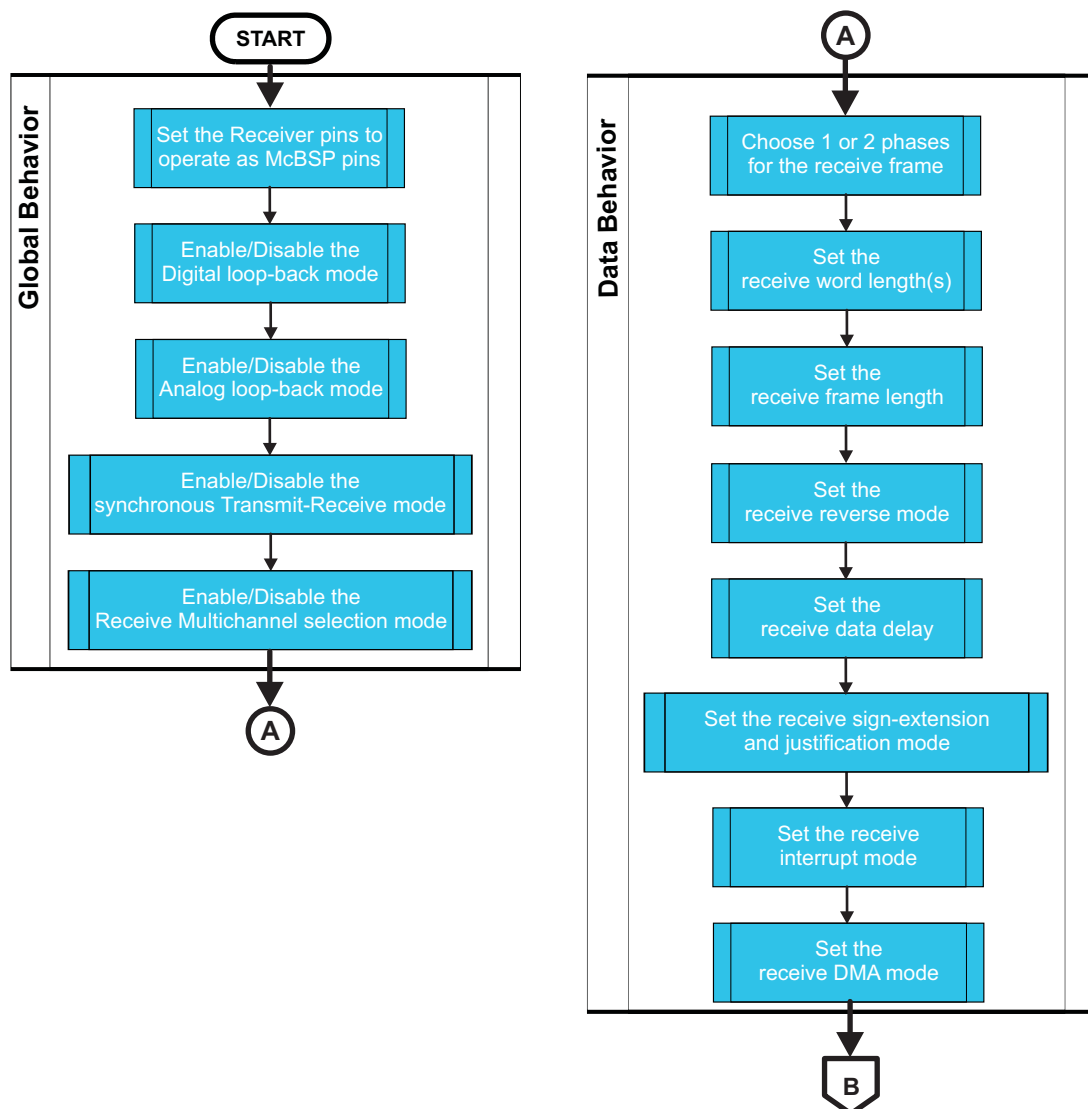 START
Global Behavior
Set the Receiver pins to
operate as McBSP pins
Enable/Disable the
Digital loop-back mode
Enable/Disable the
Analog loop-back mode
Enable/Disable the
synchronous Transmit-Receive mode
Enable/Disable the
Receive Multichannel selection mode
A
A
Data Behavior
Choose 1 or 2 phases
for the receive frame
Set the
receive word length(s)
Set the
receive frame length
Set the
receive reverse mode
Set the
receive data delay
Set the receive sign-extension
and justification mode
Set the receive
interrupt mode
Set the
receive DMA mode
B